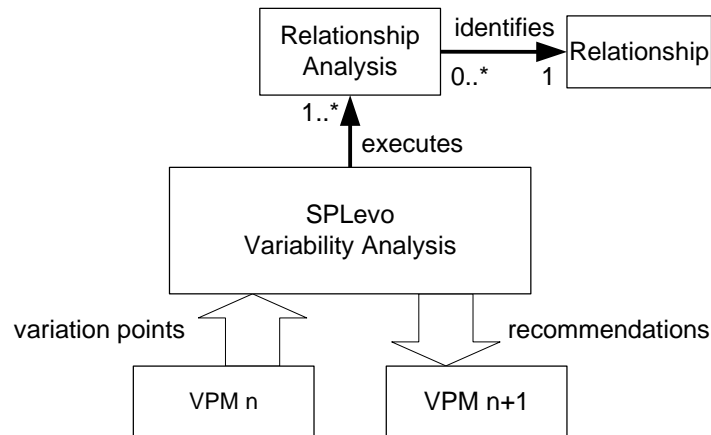 Relationship
Analysis
identifies
0..*
1
Relationship
1..*
executes
SPLevo
Variability Analysis
variation points
recommendations
VPM n
VPM n+1